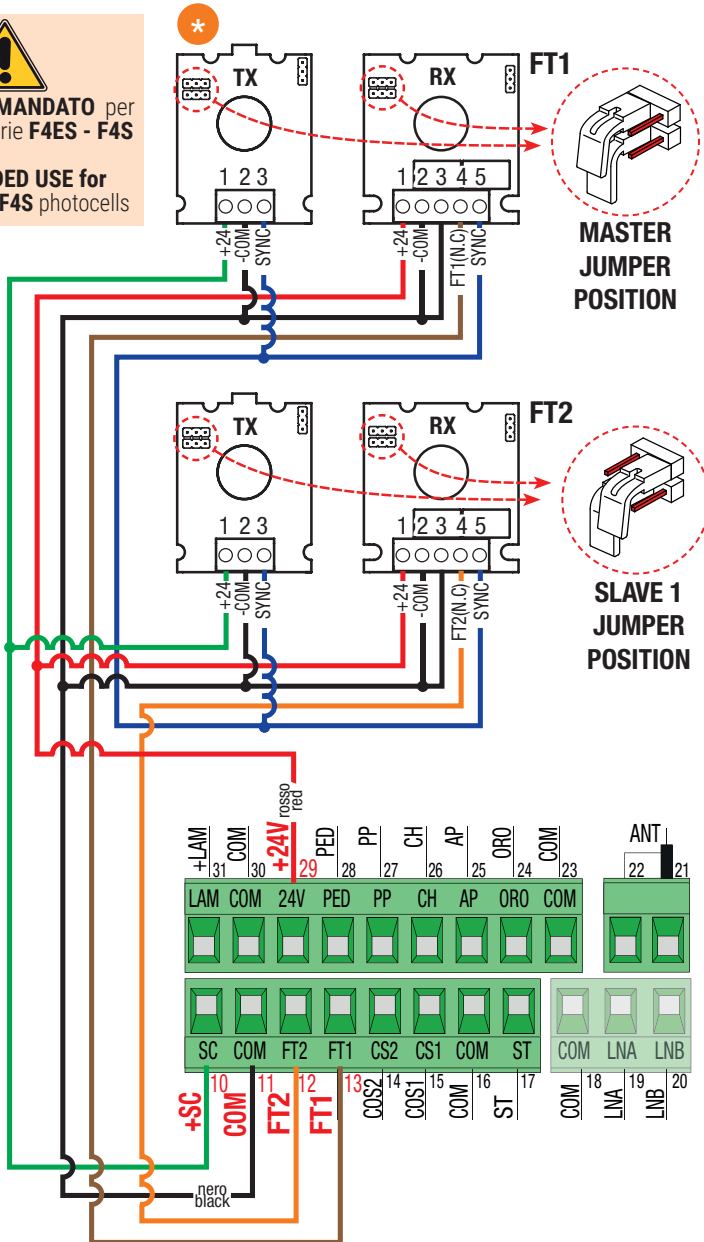 *
MANDATO per
rie F4ES - F4S
DED USE for
F4S photocells
TX
RX
FT1
1 2 3
1 2 3 4 5
+24
-COM
SYNC
+24
-COM
FT1(N.C)
SYNC
MASTER
JUMPER
POSITION
TX
RX
FT2
1 2 3
1 2 3 4 5
+24
-COM
SYNC
+24
-COM
FT2(N.C)
SYNC
SLAVE 1
JUMPER
POSITION
rosso
red
+LAM COM +24V PED PP CH AP ORO COM ANT
31 30 29 28 27 26 25 24 23 22 21
LAM COM 24V PED PP CH AP ORO COM
SC COM FT2 FT1 CS2 CS1 COM ST COM LNA LNB
10 11 12 13 14 15 16 17 18 19 20
+SC COM FT2 FT1 COS2 COS1 COM ST COM LNA LNB
nero
black